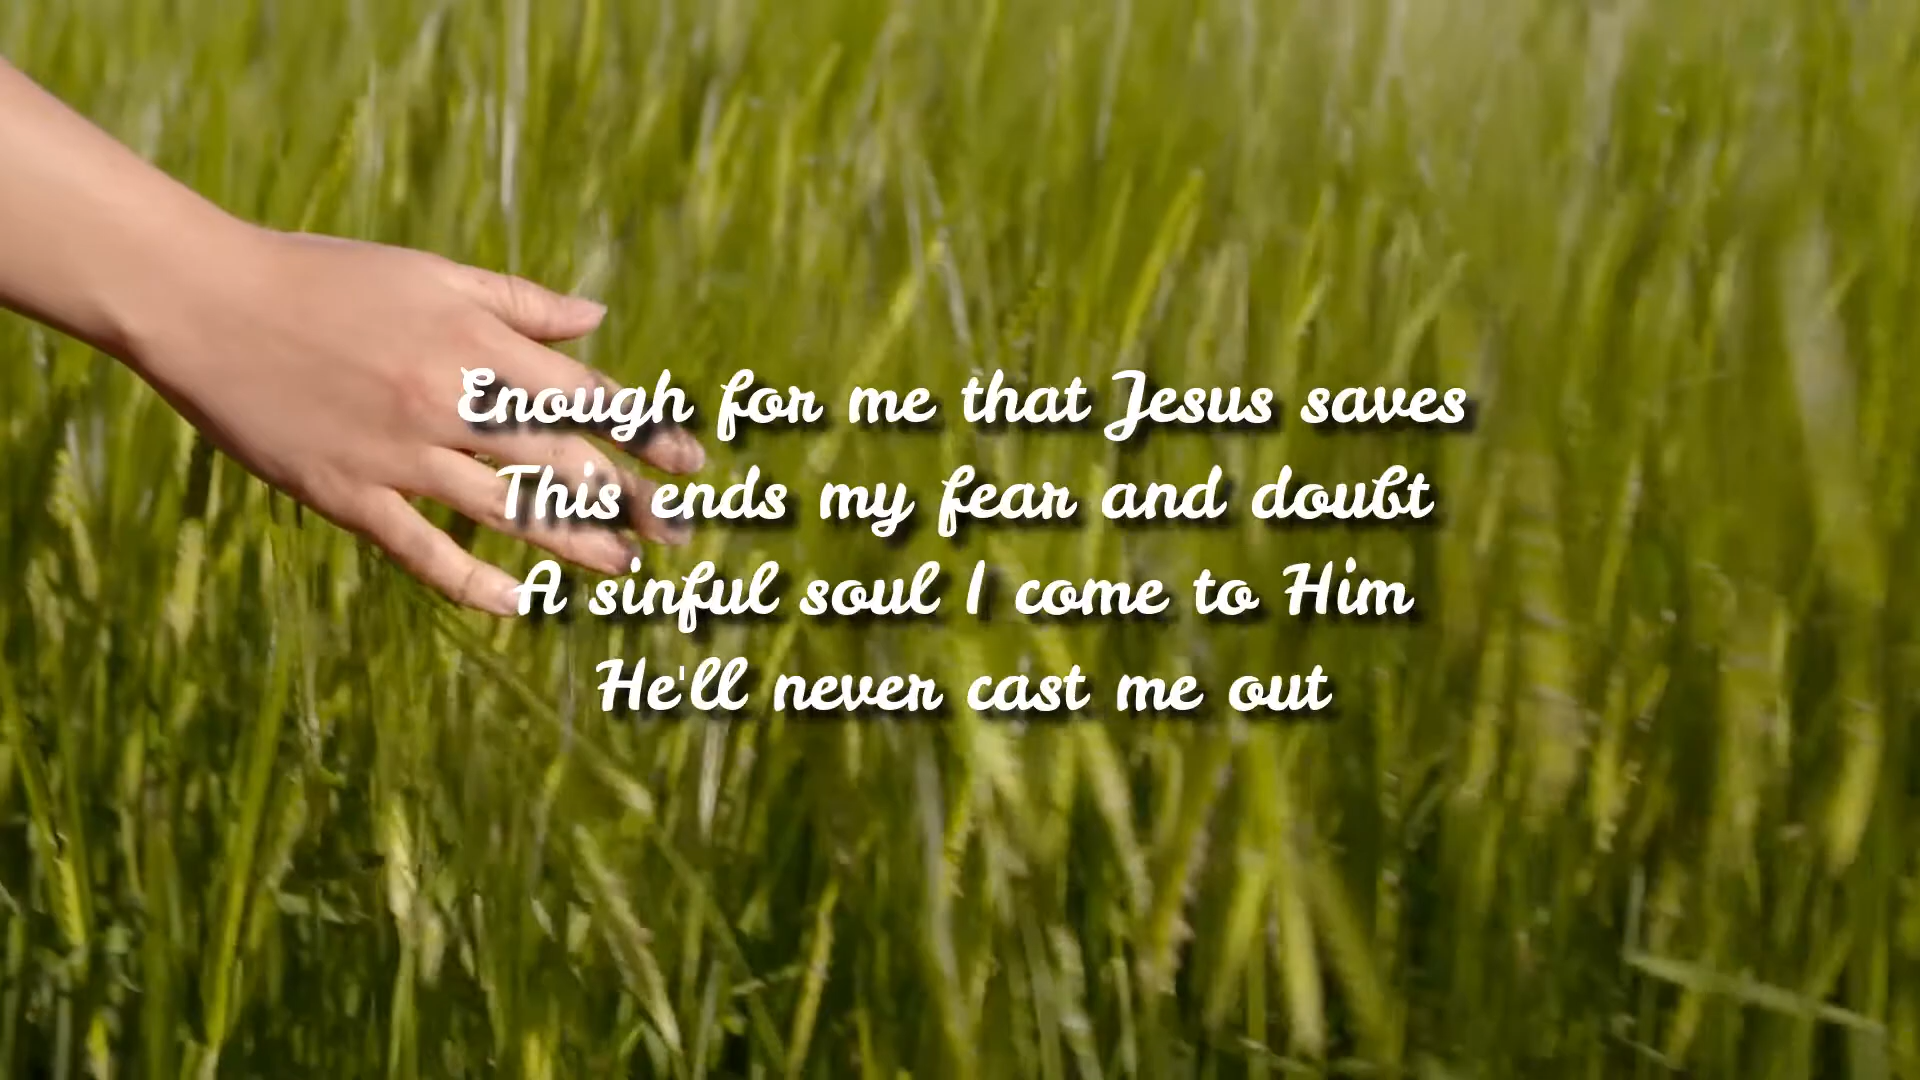 Enough for me that Jesus saves
This ends my fear and doubt
A sinful soul I come to Him
He'll never cast me out